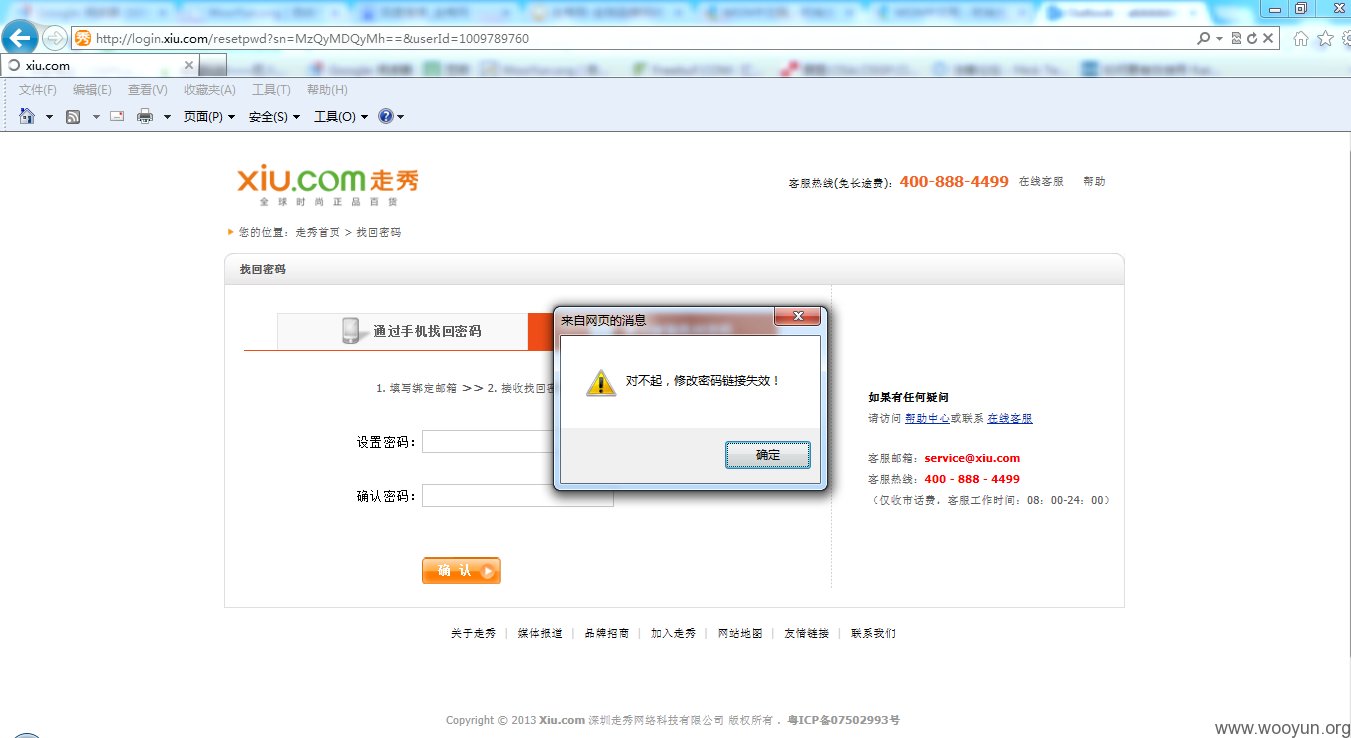 http://login.xiu.com/resetpwd?sn=MzQyMDQyMh==&userId=1009789760
xiu.com
文件(F) 编辑(E) 查看(V) 收藏夹(A) 工具(T) 帮助(H)
页面(P) 安全(S) 工具(O)
xiu.com 走秀
全球时尚正品百货
客服热线(免长途费): 400-888-4499 在线客服 帮助
您的位置: 走秀首页 > 找回密码
找回密码
通过手机找回密码
来自网页的消息
对不起，修改密码链接失效！
确定
1. 填写绑定邮箱 >> 2. 接收找回密
设置密码：
确认密码：
确 认
如果有任何疑问
请访问 帮助中心或联系 在线客服
客服邮箱: service@xiu.com
客服热线: 400 - 888 - 4499
（仅收市话费，客服工作时间：08：00-24：00）
关于走秀 | 媒体报道 | 品牌招商 | 加入走秀 | 网站地图 | 友情链接 | 联系我们
Copyright © 2013 Xiu.com 深圳走秀网络科技有限公司 版权所有 . 粤ICP备07502993号
www.wooyun.org